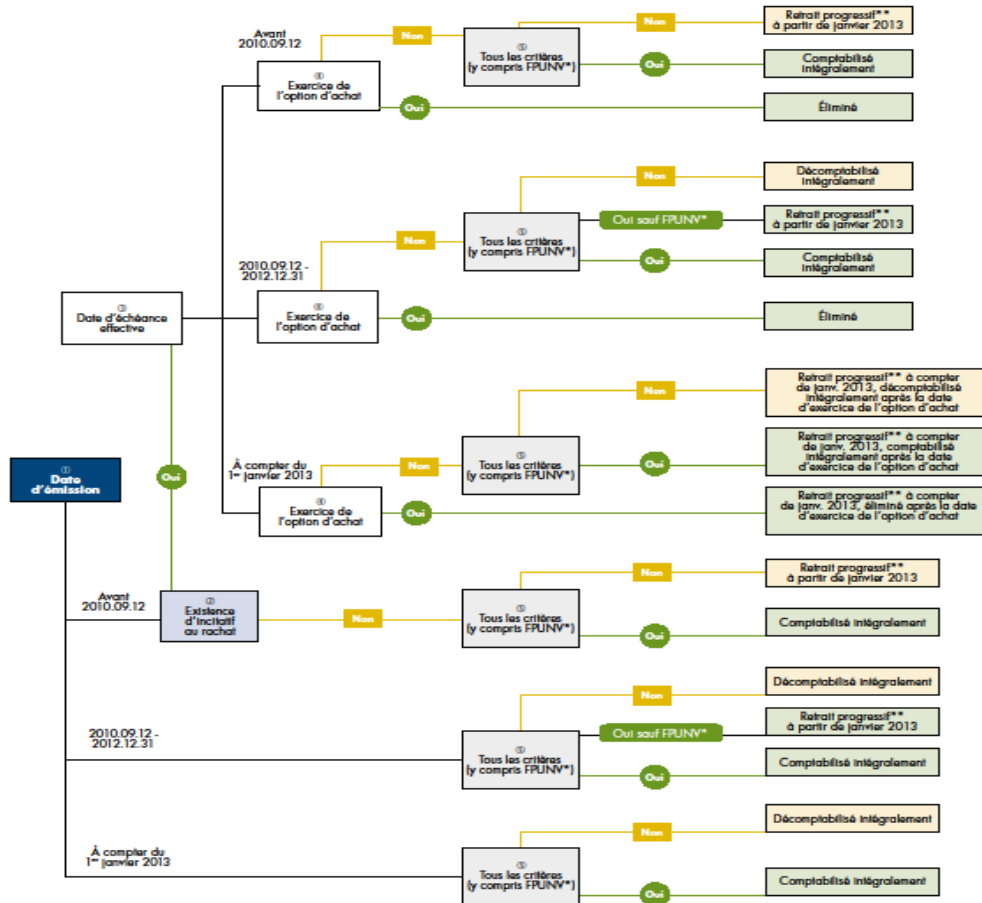 Avant
2010.09.12
④
Exercice de
l'option d'achat
Non
⑤
Tous les critères
(y compris FPUNV*)
Non
Retrait progressif**
à partir de janvier 2013
Oui
Comptabilisé
intégralement
Oui
Éliminé
2010.09.12 -
2012.12.31
④
Exercice de
l'option d'achat
Non
⑤
Tous les critères
(y compris FPUNV*)
Non
Décomptabilisé
intégralement
Oui sauf FPUNV*
Retrait progressif**
à partir de janvier 2013
Oui
Comptabilisé
intégralement
Oui
Éliminé
③
Date d'échéance
effective
À compter du
1er janvier 2013
④
Exercice de
l'option d'achat
Non
⑤
Tous les critères
(y compris FPUNV*)
Non
Retrait progressif** à compter
de janv. 2013, décomptabilisé
intégralement après la date
d'exercice de l'option d'achat
Oui
Retrait progressif** à compter
de janv. 2013, comptabilisé
intégralement après la date
d'exercice de l'option d'achat
Oui
Retrait progressif** à compter
de janv. 2013, éliminé après la date
d'exercice de l'option d'achat
Oui
①
Date
d'émission
Avant
2010.09.12
②
Existence
d'incitatif
au rachat
Non
⑤
Tous les critères
(y compris FPUNV*)
Non
Retrait progressif**
à partir de janvier 2013
Oui
Comptabilisé intégralement
2010.09.12 -
2012.12.31
⑤
Tous les critères
(y compris FPUNV*)
Non
Décomptabilisé intégralement
Oui sauf FPUNV*
Retrait progressif**
à partir de janvier 2013
Oui
Comptabilisé intégralement
À compter du
1er janvier 2013
⑤
Tous les critères
(y compris FPUNV*)
Non
Décomptabilisé intégralement
Oui
Comptabilisé intégralement